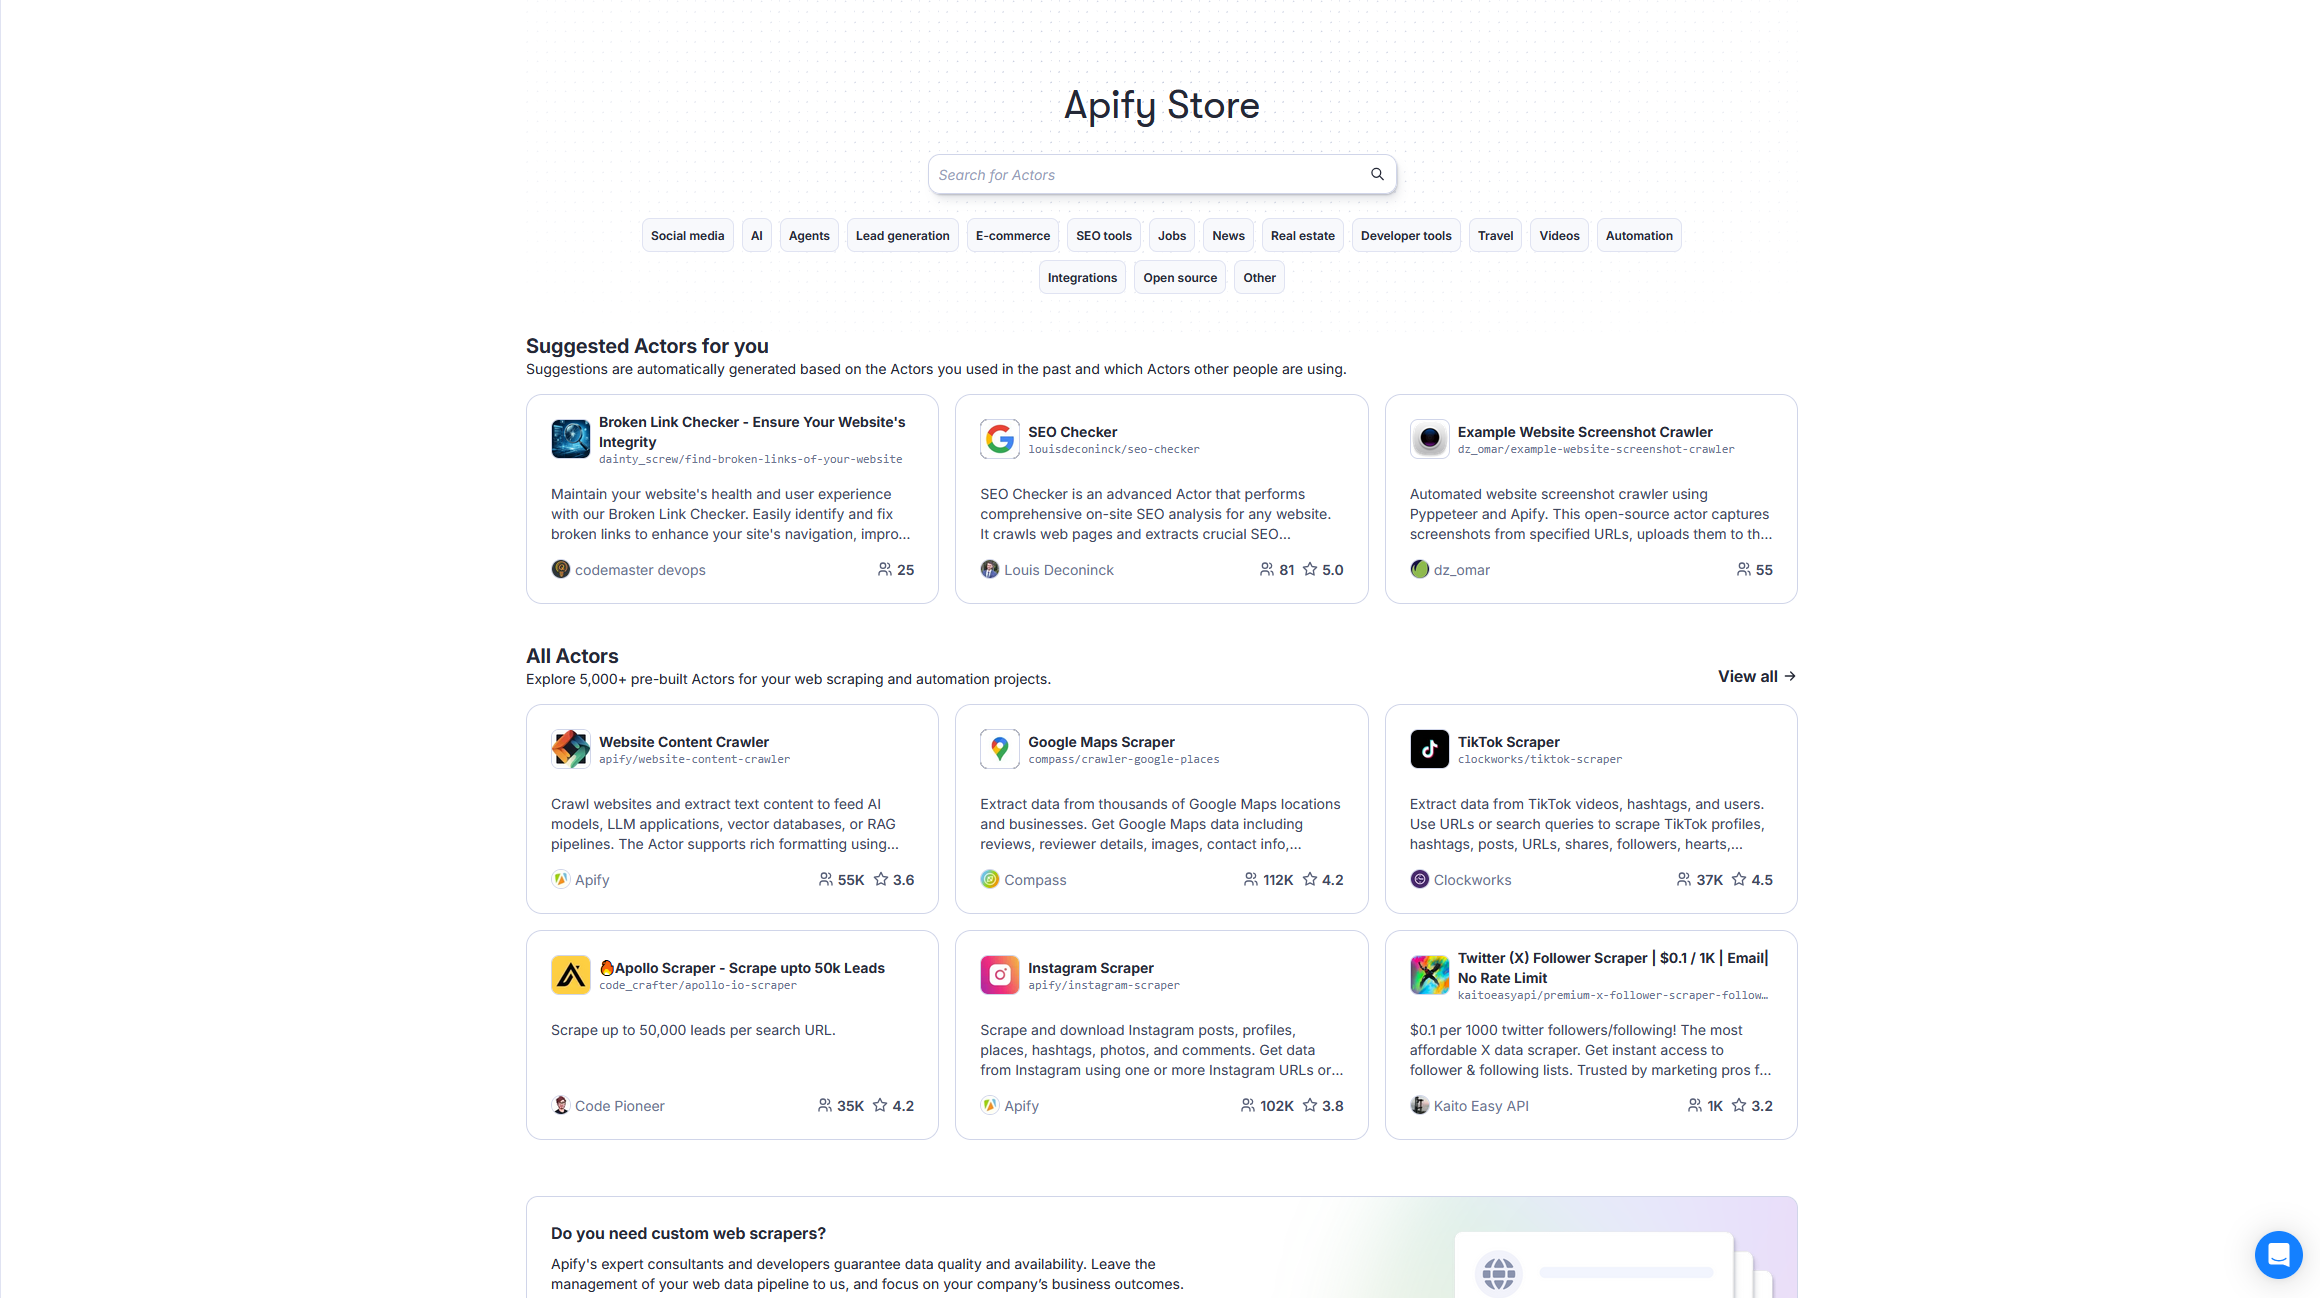 Apify Store
Search for Actors
Social media
AI
Agents
Lead generation
E-commerce
SEO tools
Jobs
News
Real estate
Developer tools
Travel
Videos
Automation
Integrations
Open source
Other
Suggested Actors for you
Suggestions are automatically generated based on the Actors you used in the past and which Actors other people are using.
Broken Link Checker - Ensure Your Website's
Integrity
dainty_screw/find-broken-links-of-your-website
Maintain your website's health and user experience
with our Broken Link Checker. Easily identify and fix
broken links to enhance your site's navigation, impro...
codemaster devops
25
SEO Checker
louisdeconinck/seo-checker
SEO Checker is an advanced Actor that performs
comprehensive on-site SEO analysis for any website.
It crawls web pages and extracts crucial SEO...
Louis Deconinck
81 5.0
Example Website Screenshot Crawler
dz_omar/example-website-screenshot-crawler
Automated website screenshot crawler using
Pyppeteer and Apify. This open-source actor captures
screenshots from specified URLs, uploads them to th...
dz_omar
55
All Actors
Explore 5,000+ pre-built Actors for your web scraping and automation projects.
View all →
Website Content Crawler
apify/website-content-crawler
Crawl websites and extract text content to feed AI
models, LLM applications, vector databases, or RAG
pipelines. The Actor supports rich formatting using...
Apify
55K 3.6
Google Maps Scraper
compass/crawler-google-places
Extract data from thousands of Google Maps locations
and businesses. Get Google Maps data including
reviews, reviewer details, images, contact info,...
Compass
112K 4.2
TikTok Scraper
clockworks/tiktok-scraper
Extract data from TikTok videos, hashtags, and users.
Use URLs or search queries to scrape TikTok profiles,
hashtags, posts, URLs, shares, followers, hearts,...
Clockworks
37K 4.5
🔥Apollo Scraper - Scrape upto 50k Leads
code_crafter/apollo-io-scraper
Scrape up to 50,000 leads per search URL.
Code Pioneer
35K 4.2
Instagram Scraper
apify/instagram-scraper
Scrape and download Instagram posts, profiles,
places, hashtags, photos, and comments. Get data
from Instagram using one or more Instagram URLs or...
Apify
102K 3.8
Twitter (X) Follower Scraper | $0.1 / 1K | Email|
No Rate Limit
kaitoeasyapi/premium-x-follower-scraper-follow…
$0.1 per 1000 twitter followers/following! The most
affordable X data scraper. Get instant access to
follower & following lists. Trusted by marketing pros f...
Kaito Easy API
1K 3.2
Do you need custom web scrapers?
Apify's expert consultants and developers guarantee data quality and availability. Leave the
management of your web data pipeline to us, and focus on your company’s business outcomes.